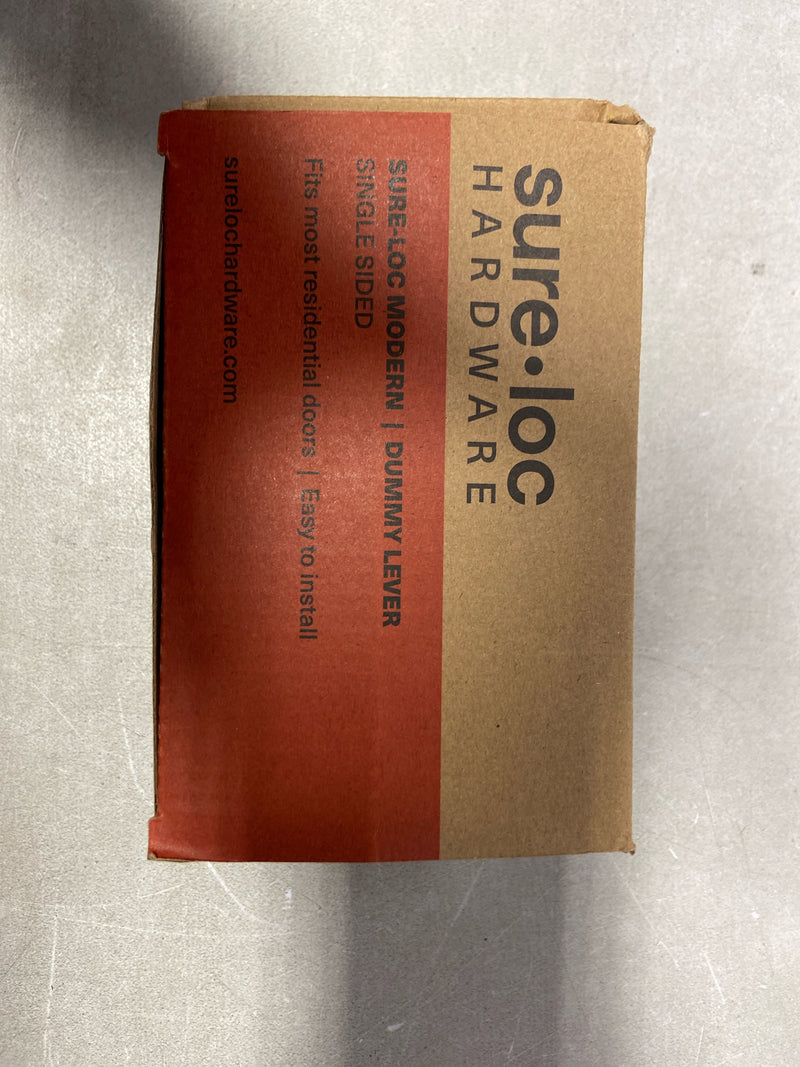 sure•loc
HARDWARE
SURE-LOC MODERN | DUMMY LEVER
SINGLE SIDED
Fits most residential doors | Easy to install
surelochardware.com